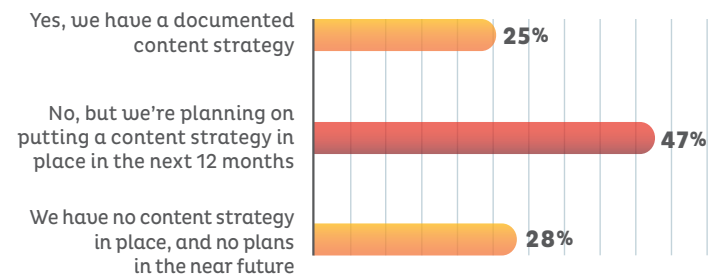 Yes, we have a documented
content strategy
25%
No, but we're planning on
putting a content strategy in
place in the next 12 months
47%
We have no content strategy
in place, and no plans
in the near future
28%